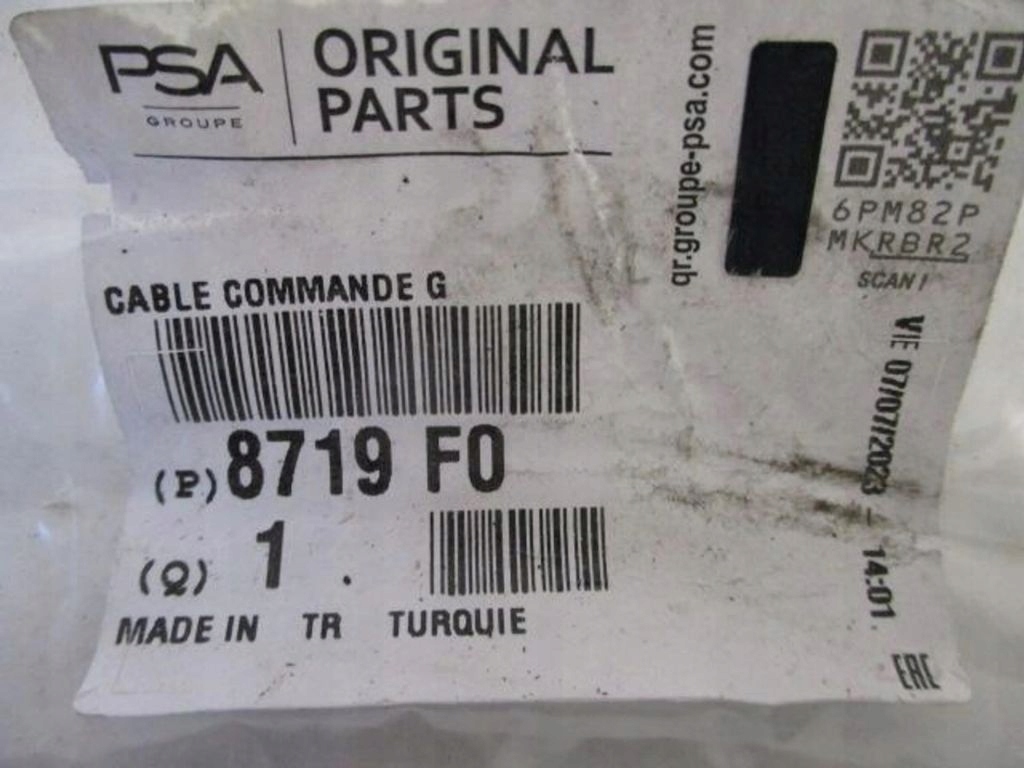 PSA
GROUPE
ORIGINAL
PARTS
qr.groupe-psa.com
6PM82P
MKRBR2
SCAN !
CABLE COMMANDE G
(P) 8719 F0
(Q) 1 .
MADE IN TR TURQUIE
VIE 07/07/2023 - 14:01
EAC